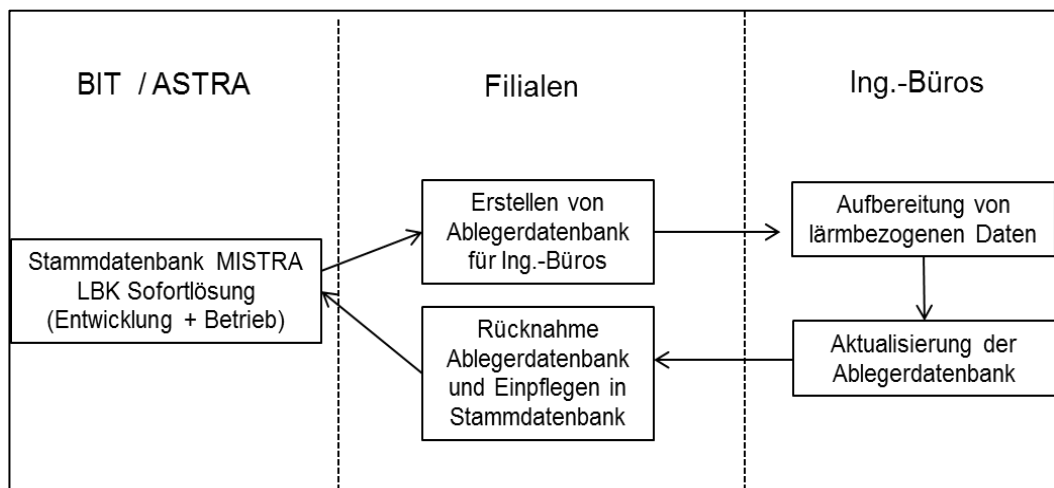 BIT / ASTRA
Filialen
Ing.-Büros
Stammdatenbank MISTRA
LBK Sofortlösung
(Entwicklung + Betrieb)
Erstellen von
Ablegerdatenbank
für Ing.-Büros
Aufbereitung von
lärmbezogenen Daten
Aktualisierung der
Ablegerdatenbank
Rücknahme
Ablegerdatenbank
und Einpflegen in
Stammdatenbank